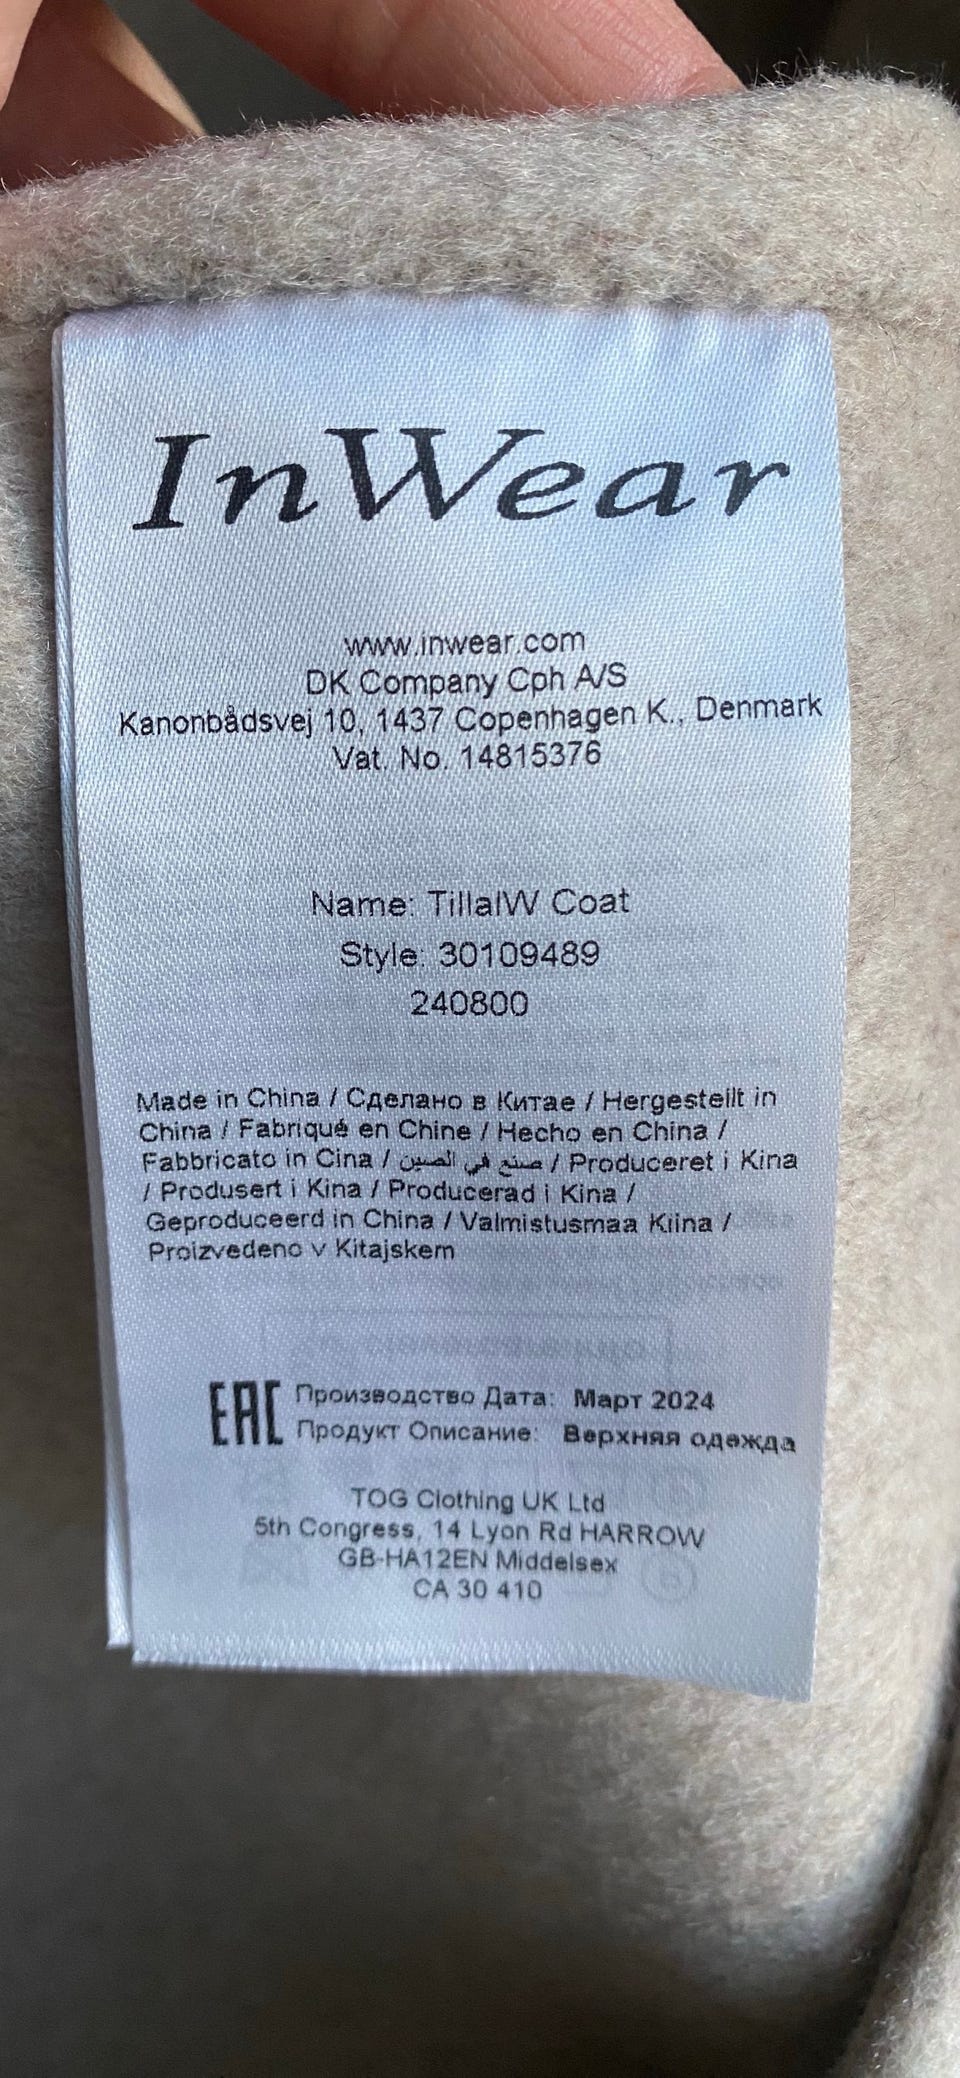 InWear
www.inwear.com
DK Company Cph A/S
Kanonbådsvej 10, 1437 Copenhagen K., Denmark
Vat. No. 14815376
Name: TillaIW Coat
Style: 30109489
240800
Made in China / Сделано в Китае / Hergestellt in
China / Fabriqué en Chine / Hecho en China /
Fabbricato in Cina / صنع في الصين / Produceret i Kina
/ Produsert i Kina / Producerad i Kina /
Geproduceerd in China / Valmistusmaa Kiina /
Proizvedeno v Kitajskem
EAC Производство Дата: Март 2024
Продукт Описание: Верхняя одежда
TOG Clothing UK Ltd
5th Congress, 14 Lyon Rd HARROW
GB-HA12EN Middelsex
CA 30 410